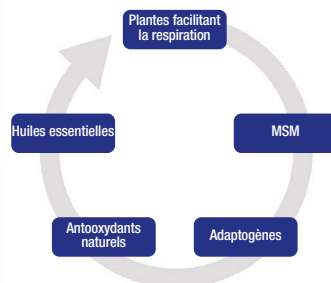 Plantes facilitant
la respiration
Huiles essentielles
MSM
Antooxydants
naturels
Adaptogènes